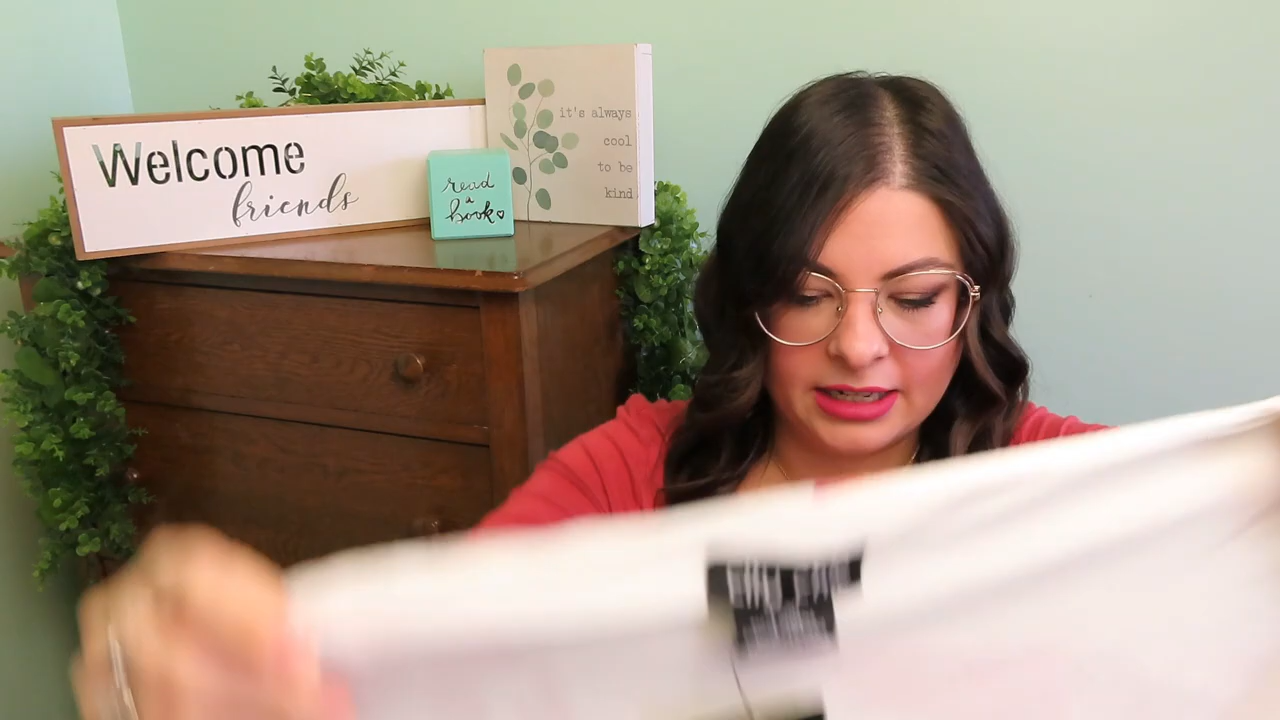 Welcome
friends
read
a
book
it's always
cool
to be
kind